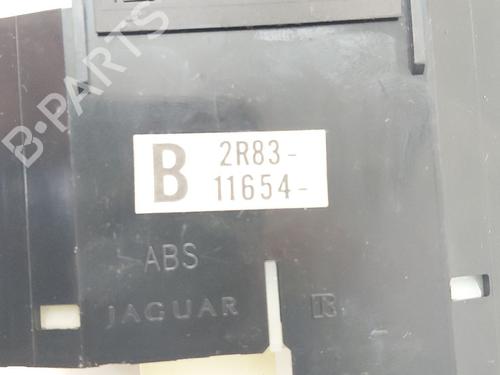 B-PARTS
B 2R83-
11654-
ABS
JAGUAR